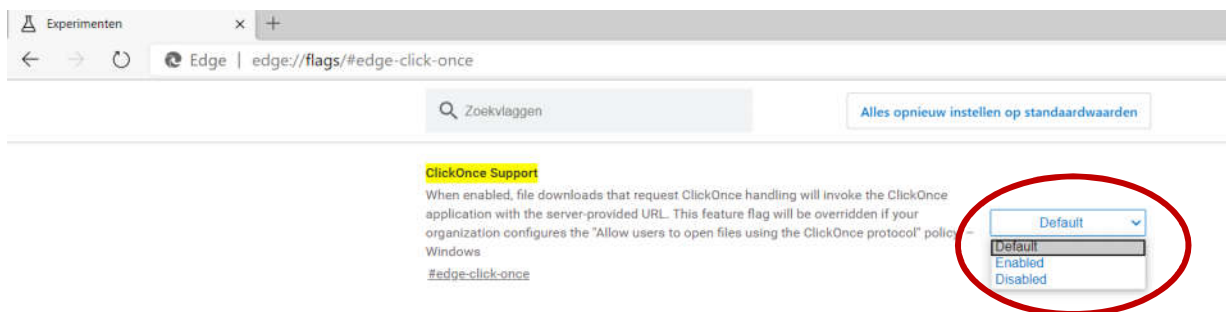 Experimenten
Edge | edge://flags/#edge-click-once
Zoekvlaggen
Alles opnieuw instellen op standaardwaarden
ClickOnce Support
When enabled, file downloads that request ClickOnce handling will invoke the ClickOnce
application with the server-provided URL. This feature flag will be overridden if your
organization configures the "Allow users to open files using the ClickOnce protocol" policy. –
Windows
#edge-click-once
Default
Default
Enabled
Disabled